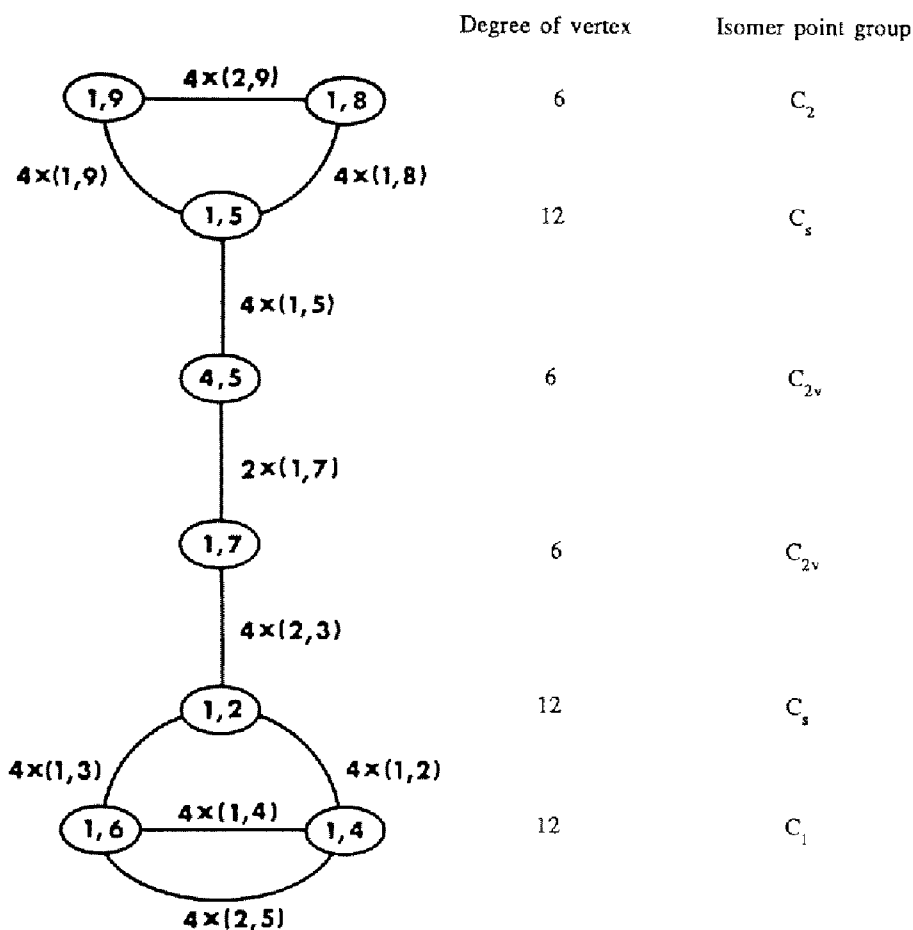 Degree of vertex Isomer point group
4×(2,9)
1,9 1,8 6 C₂
4×(1,9) 4×(1,8)
1,5 12 Cₛ
4×(1,5)
4,5 6 C₂ᵥ
2×(1,7)
1,7 6 C₂ᵥ
4×(2,3)
1,2 12 Cₛ
4×(1,3) 4×(1,2)
4×(1,4)
1,6 1,4 12 C₁
4×(2,5)